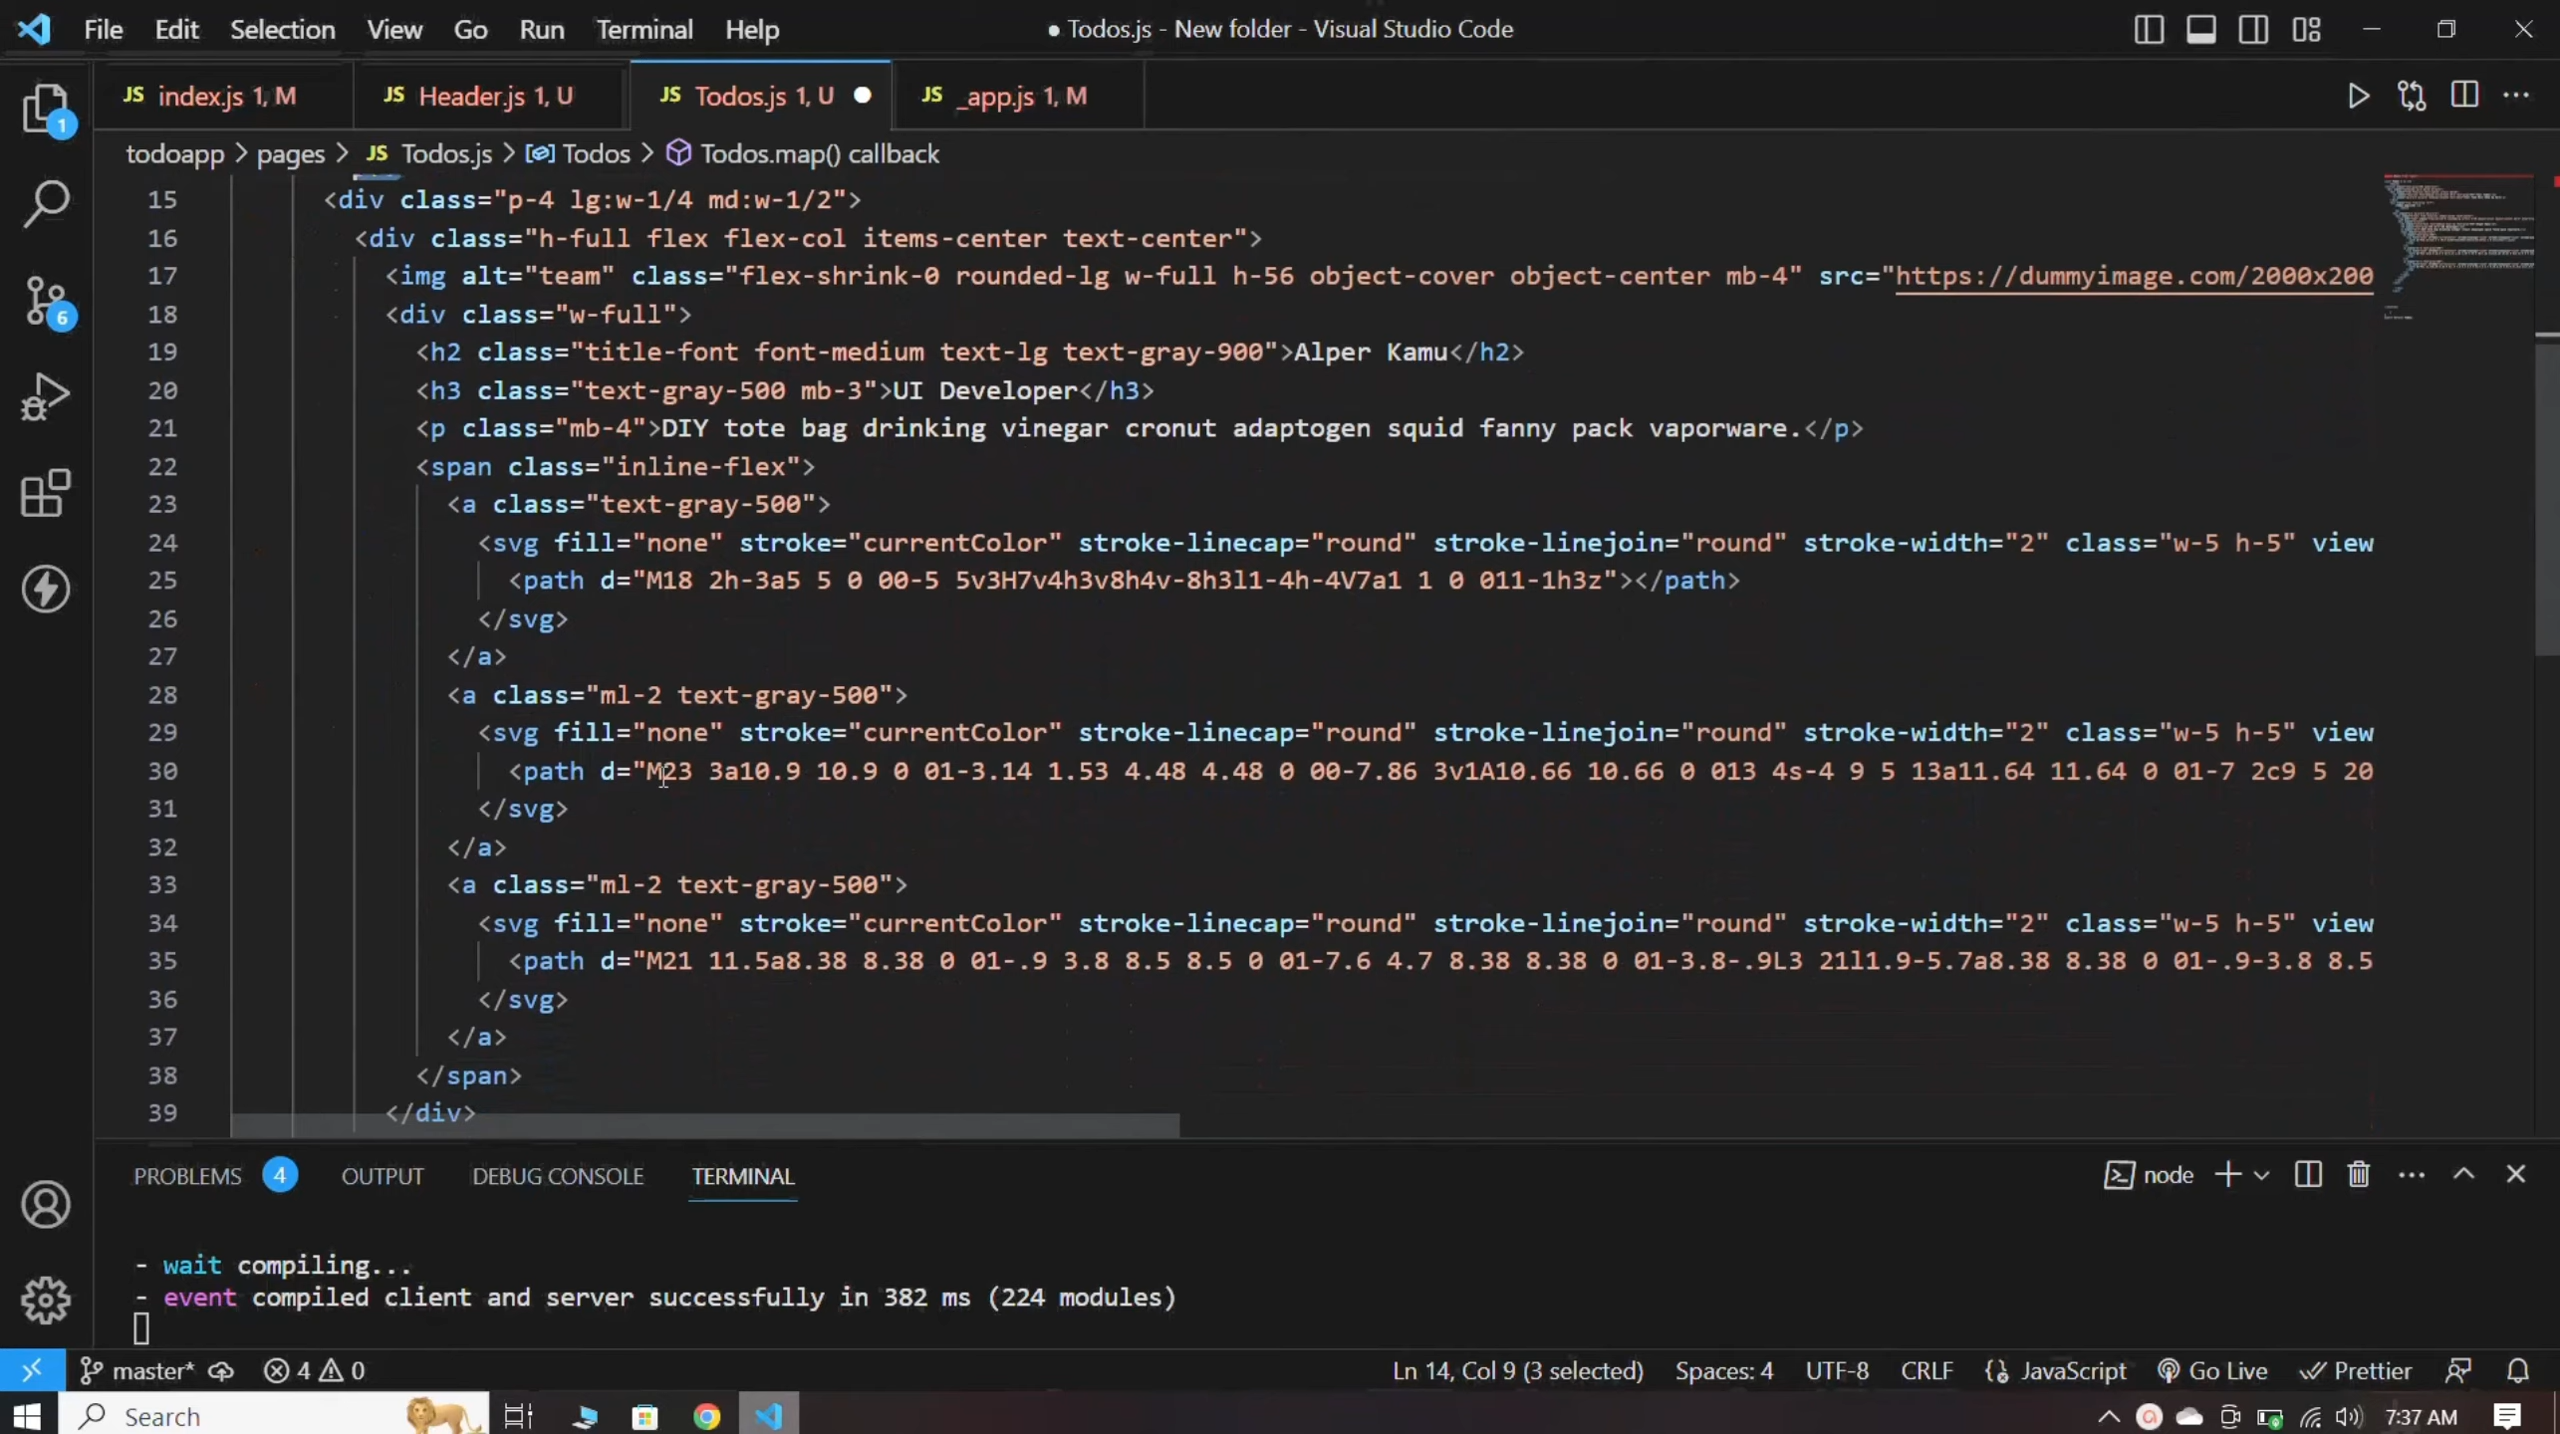 File Edit Selection View Go Run Terminal Help ● Todos.js - New folder - Visual Studio Code
JS index.js 1, M JS Header.js 1, U JS Todos.js 1, U JS _app.js 1, M
todoapp > pages > JS Todos.js > Todos > Todos.map() callback
1
6
15 <div class="p-4 lg:w-1/4 md:w-1/2">
16 <div class="h-full flex flex-col items-center text-center">
17 <img alt="team" class="flex-shrink-0 rounded-lg w-full h-56 object-cover object-center mb-4" src="https://dummyimage.com/2000x200
18 <div class="w-full">
19 <h2 class="title-font font-medium text-lg text-gray-900">Alper Kamu</h2>
20 <h3 class="text-gray-500 mb-3">UI Developer</h3>
21 <p class="mb-4">DIY tote bag drinking vinegar cronut adaptogen squid fanny pack vaporware.</p>
22 <span class="inline-flex">
23 <a class="text-gray-500">
24 <svg fill="none" stroke="currentColor" stroke-linecap="round" stroke-linejoin="round" stroke-width="2" class="w-5 h-5" view
25 <path d="M18 2h-3a5 5 0 00-5 5v3H7v4h3v8h4v-8h3l1-4h-4V7a1 1 0 011-1h3z"></path>
26 </svg>
27 </a>
28 <a class="ml-2 text-gray-500">
29 <svg fill="none" stroke="currentColor" stroke-linecap="round" stroke-linejoin="round" stroke-width="2" class="w-5 h-5" view
30 <path d="M23 3a10.9 10.9 0 01-3.14 1.53 4.48 4.48 0 00-7.86 3v1A10.66 10.66 0 013 4s-4 9 5 13a11.64 11.64 0 01-7 2c9 5 20
31 </svg>
32 </a>
33 <a class="ml-2 text-gray-500">
34 <svg fill="none" stroke="currentColor" stroke-linecap="round" stroke-linejoin="round" stroke-width="2" class="w-5 h-5" view
35 <path d="M21 11.5a8.38 8.38 0 01-.9 3.8 8.5 8.5 0 01-7.6 4.7 8.38 8.38 0 01-3.8-.9L3 21l1.9-5.7a8.38 8.38 0 01-.9-3.8 8.5
36 </svg>
37 </a>
38 </span>
39 </div>
PROBLEMS 4 OUTPUT DEBUG CONSOLE TERMINAL node
- wait compiling...
- event compiled client and server successfully in 382 ms (224 modules)
master* 4 0 Ln 14, Col 9 (3 selected) Spaces: 4 UTF-8 CRLF {} JavaScript Go Live Prettier
Search 7:37 AM